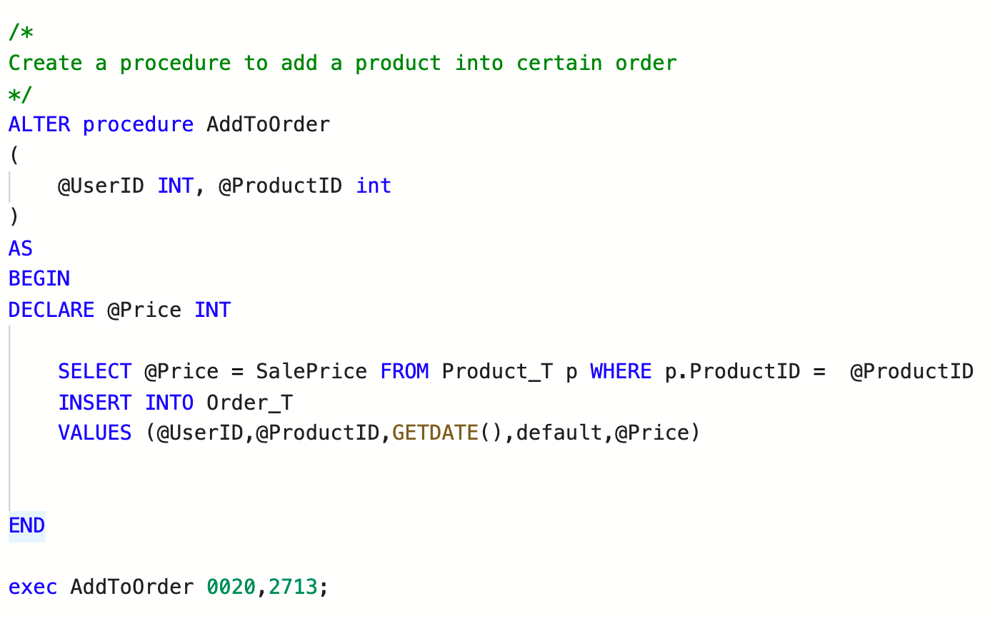 /*
Create a procedure to add a product into certain order
*/
ALTER procedure AddToOrder
(
    @UserID INT, @ProductID int
)
AS
BEGIN
DECLARE @Price INT
    SELECT @Price = SalePrice FROM Product_T p WHERE p.ProductID =  @ProductID
    INSERT INTO Order_T
    VALUES (@UserID,@ProductID,GETDATE(),default,@Price)
END
exec AddToOrder 0020,2713;